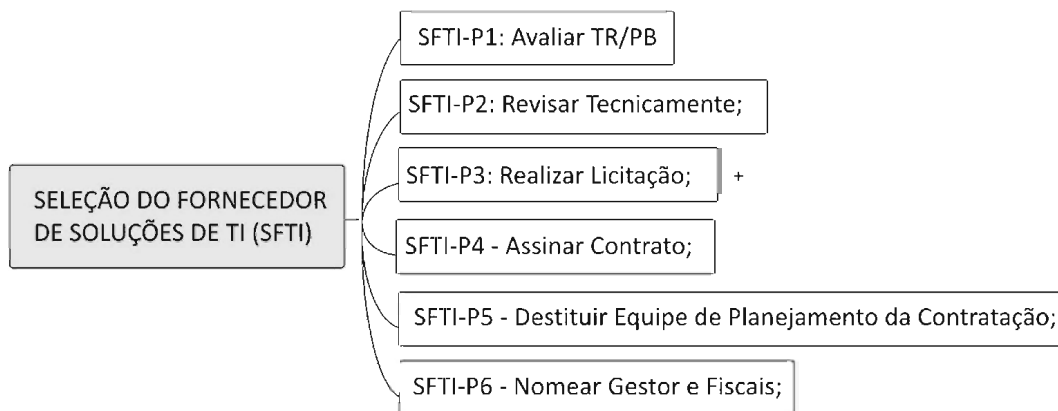 SFTI-P1: Avaliar TR/PB
SFTI-P2: Revisar Tecnicamente;
SFTI-P3: Realizar Licitação; +
SELEÇÃO DO FORNECEDOR
DE SOLUÇÕES DE TI (SFTI)
SFTI-P4 - Assinar Contrato;
SFTI-P5 - Destituir Equipe de Planejamento da Contratação;
SFTI-P6 - Nomear Gestor e Fiscais;